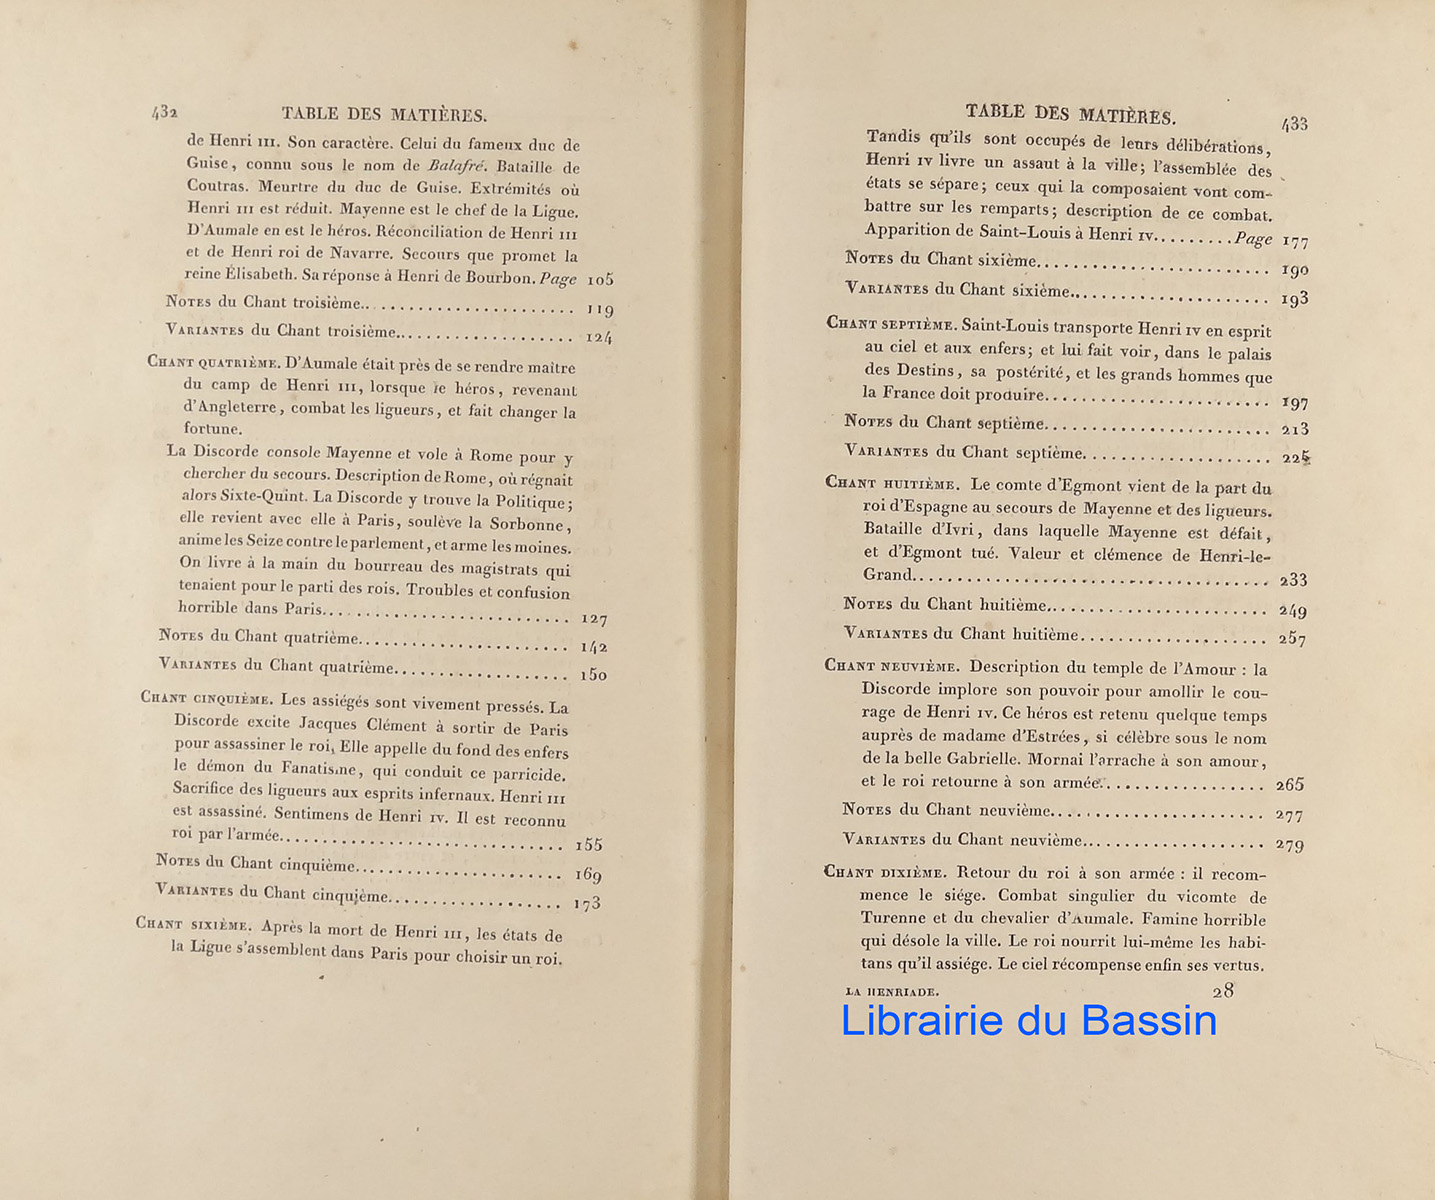 432 TABLE DES MATIÈRES.
de Henri III. Son caractère. Celui du fameux duc de
Guise, connu sous le nom de Balafré. Bataille de
Coutras. Meurtre du duc de Guise. Extrémités où
Henri III est réduit. Mayenne est le chef de la Ligue.
D'Aumale en est le héros. Réconciliation de Henri III
et de Henri roi de Navarre. Secours que promet la
reine Élisabeth. Sa réponse à Henri de Bourbon. Page 105
NOTES du Chant troisième..................... 119
VARIANTES du Chant troisième................... 124
CHANT QUATRIÈME. D'Aumale était près de se rendre maître
du camp de Henri III, lorsque le héros, revenant
d'Angleterre, combat les ligueurs, et fait changer la
fortune.
La Discorde console Mayenne et vole à Rome pour y
chercher du secours. Description de Rome, où régnait
alors Sixte-Quint. La Discorde y trouve la Politique;
elle revient avec elle à Paris, soulève la Sorbonne,
anime les Seize contre le parlement, et arme les moines.
On livre à la main du bourreau des magistrats qui
tenaient pour le parti des rois. Troubles et confusion
horrible dans Paris......................... 127
NOTES du Chant quatrième..................... 142
VARIANTES du Chant quatrième.................. 150
CHANT CINQUIÈME. Les assiégés sont vivement pressés. La
Discorde excite Jacques Clément à sortir de Paris
pour assassiner le roi. Elle appelle du fond des enfers
le démon du Fanatisme, qui conduit ce parricide.
Sacrifice des ligueurs aux esprits infernaux. Henri III
est assassiné. Sentimens de Henri IV. Il est reconnu
roi par l'armée............................. 155
NOTES du Chant cinquième..................... 169
VARIANTES du Chant cinquième.................. 173
CHANT SIXIÈME. Après la mort de Henri III, les états de
la Ligue s'assemblent dans Paris pour choisir un roi.
TABLE DES MATIÈRES. 433
Tandis qu'ils sont occupés de leurs délibérations,
Henri IV livre un assaut à la ville; l'assemblée des
états se sépare; ceux qui la composaient vont com-
battre sur les remparts; description de ce combat.
Apparition de Saint-Louis à Henri IV.........Page 177
NOTES du Chant sixième........................ 190
VARIANTES du Chant sixième..................... 193
CHANT SEPTIÈME. Saint-Louis transporte Henri IV en esprit
au ciel et aux enfers; et lui fait voir, dans le palais
des Destins, sa postérité, et les grands hommes que
la France doit produire........................ 197
NOTES du Chant septième........................ 213
VARIANTES du Chant septième.................... 225
CHANT HUITIÈME. Le comte d'Egmont vient de la part du
roi d'Espagne au secours de Mayenne et des ligueurs.
Bataille d'Ivri, dans laquelle Mayenne est défait,
et d'Egmont tué. Valeur et clémence de Henri-le-
Grand.................................... 233
NOTES du Chant huitième........................ 249
VARIANTES du Chant huitième.................... 257
CHANT NEUVIÈME. Description du temple de l'Amour : la
Discorde implore son pouvoir pour amollir le cou-
rage de Henri IV. Ce héros est retenu quelque temps
auprès de madame d'Estrées, si célèbre sous le nom
de la belle Gabrielle. Mornai l'arrache à son amour,
et le roi retourne à son armée................. 265
NOTES du Chant neuvième....................... 277
VARIANTES du Chant neuvième.................... 279
CHANT DIXIÈME. Retour du roi à son armée : il recom-
mence le siége. Combat singulier du vicomte de
Turenne et du chevalier d'Aumale. Famine horrible
qui désole la ville. Le roi nourrit lui-même les habi-
tans qu'il assiége. Le ciel récompense enfin ses vertus.
LA HENRIADE. 28
Librairie du Bassin